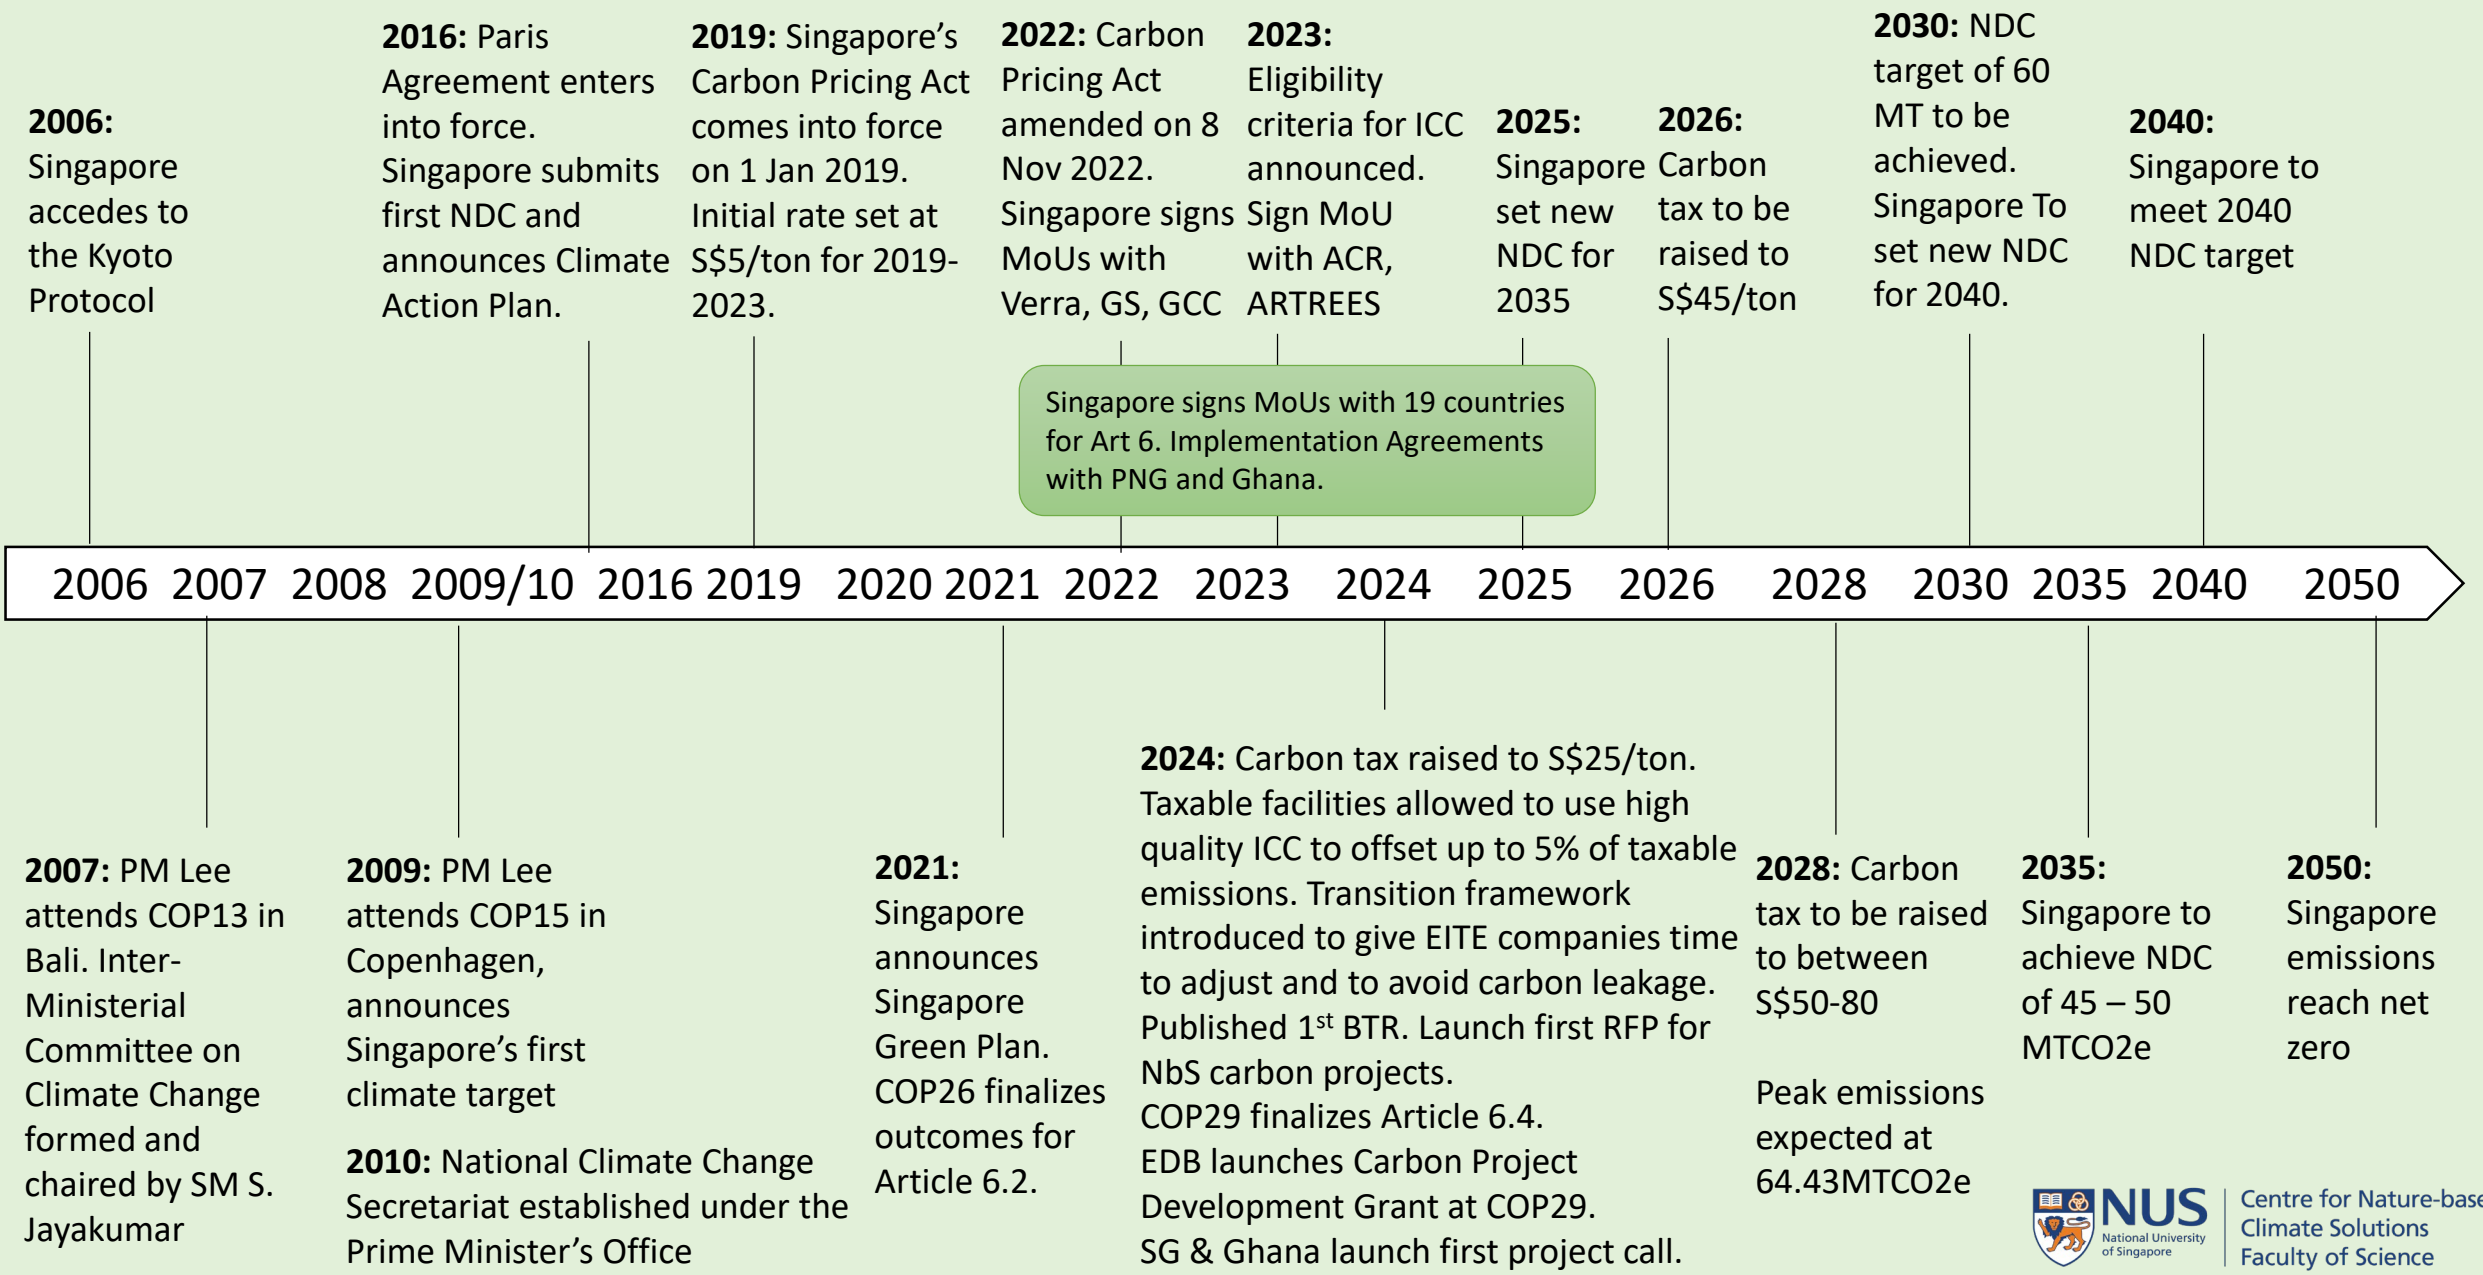 2006:
Singapore
accedes to
the Kyoto
Protocol
2016: Paris
Agreement enters
into force.
Singapore submits
first NDC and
announces Climate
Action Plan.
2019: Singapore’s
Carbon Pricing Act
comes into force
on 1 Jan 2019.
Initial rate set at
S$5/ton for 2019-
2023.
2022: Carbon
Pricing Act
amended on 8
Nov 2022.
Singapore signs
MoUs with
Verra, GS, GCC
2023:
Eligibility
criteria for ICC
announced.
Sign MoU
with ACR,
ARTREES
2025:
Singapore
set new
NDC for
2035
2026:
Carbon
tax to be
raised to
S$45/ton
2030: NDC
target of 60
MT to be
achieved.
Singapore To
set new NDC
for 2040.
2040:
Singapore to
meet 2040
NDC target
Singapore signs MoUs with 19 countries
for Art 6. Implementation Agreements
with PNG and Ghana.
2006 2007 2008 2009/10 2016 2019 2020 2021 2022 2023 2024 2025 2026 2028 2030 2035 2040 2050
2007: PM Lee
attends COP13 in
Bali. Inter-
Ministerial
Committee on
Climate Change
formed and
chaired by SM S.
Jayakumar
2009: PM Lee
attends COP15 in
Copenhagen,
announces
Singapore’s first
climate target
2010: National Climate Change
Secretariat established under the
Prime Minister’s Office
2021:
Singapore
announces
Singapore
Green Plan.
COP26 finalizes
outcomes for
Article 6.2.
2024: Carbon tax raised to S$25/ton.
Taxable facilities allowed to use high
quality ICC to offset up to 5% of taxable
emissions. Transition framework
introduced to give EITE companies time
to adjust and to avoid carbon leakage.
Published 1st BTR. Launch first RFP for
NbS carbon projects.
COP29 finalizes Article 6.4.
EDB launches Carbon Project
Development Grant at COP29.
SG & Ghana launch first project call.
2028: Carbon
tax to be raised
to between
S$50-80
Peak emissions
expected at
64.43MTCO2e
2035:
Singapore to
achieve NDC
of 45 – 50
MTCO2e
2050:
Singapore
emissions
reach net
zero
NUS
National University
of Singapore
Centre for Nature-base
Climate Solutions
Faculty of Science